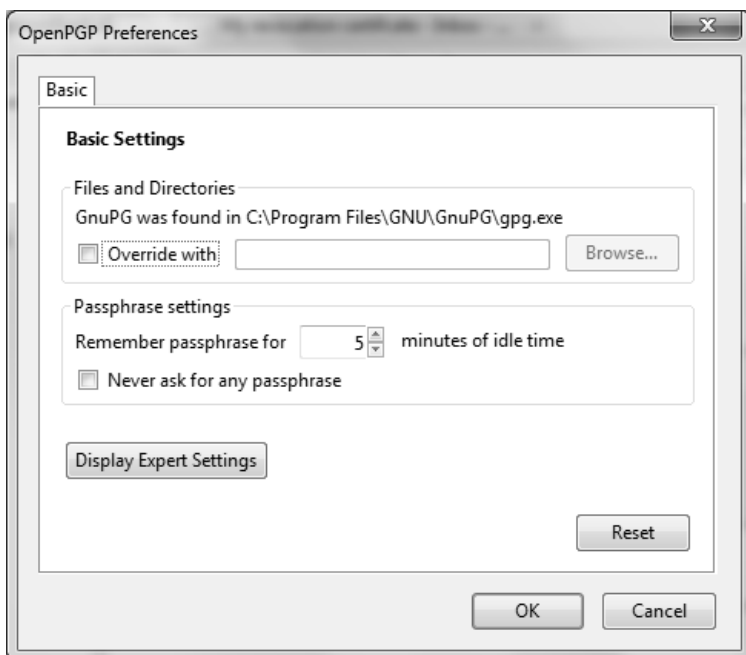 OpenPGP Preferences
Basic
Basic Settings
Files and Directories
GnuPG was found in C:\Program Files\GNU\GnuPG\gpg.exe
Override with
Browse...
Passphrase settings
Remember passphrase for 5 minutes of idle time
Never ask for any passphrase
Display Expert Settings
Reset
OK Cancel